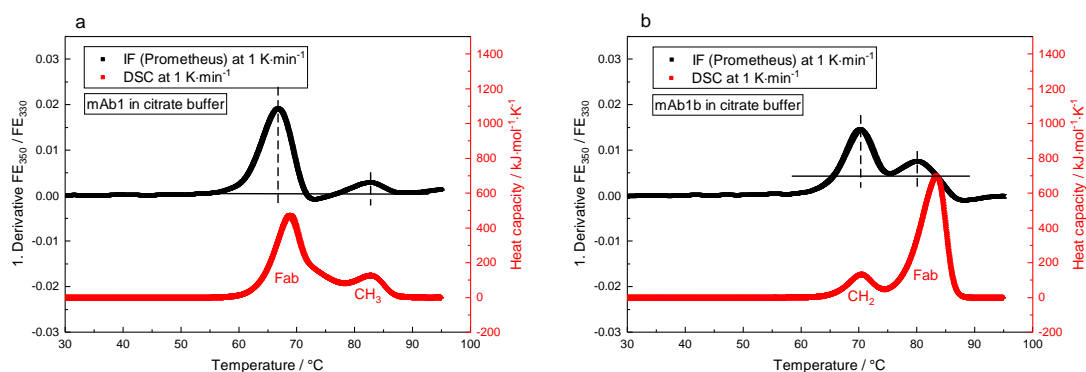 a
IF (Prometheus) at 1 K·min⁻¹
DSC at 1 K·min⁻¹
mAb1 in citrate buffer
1. Derivative FE₃₅₀ / FE₃₃₀
0.03
0.02
0.01
0.00
-0.01
-0.02
-0.03
Fab
CH₃
1400
1200
1000
800
600
400
200
0
-200
Heat capacity / kJ·mol⁻¹·K⁻¹
30 40 50 60 70 80 90 100
Temperature / °C
b
IF (Prometheus) at 1 K·min⁻¹
DSC at 1 K·min⁻¹
mAb1b in citrate buffer
1. Derivative FE₃₅₀ / FE₃₃₀
0.03
0.02
0.01
0.00
-0.01
-0.02
-0.03
CH₂
Fab
1400
1200
1000
800
600
400
200
0
-200
Heat capacity / kJ·mol⁻¹·K⁻¹
30 40 50 60 70 80 90 100
Temperature / °C